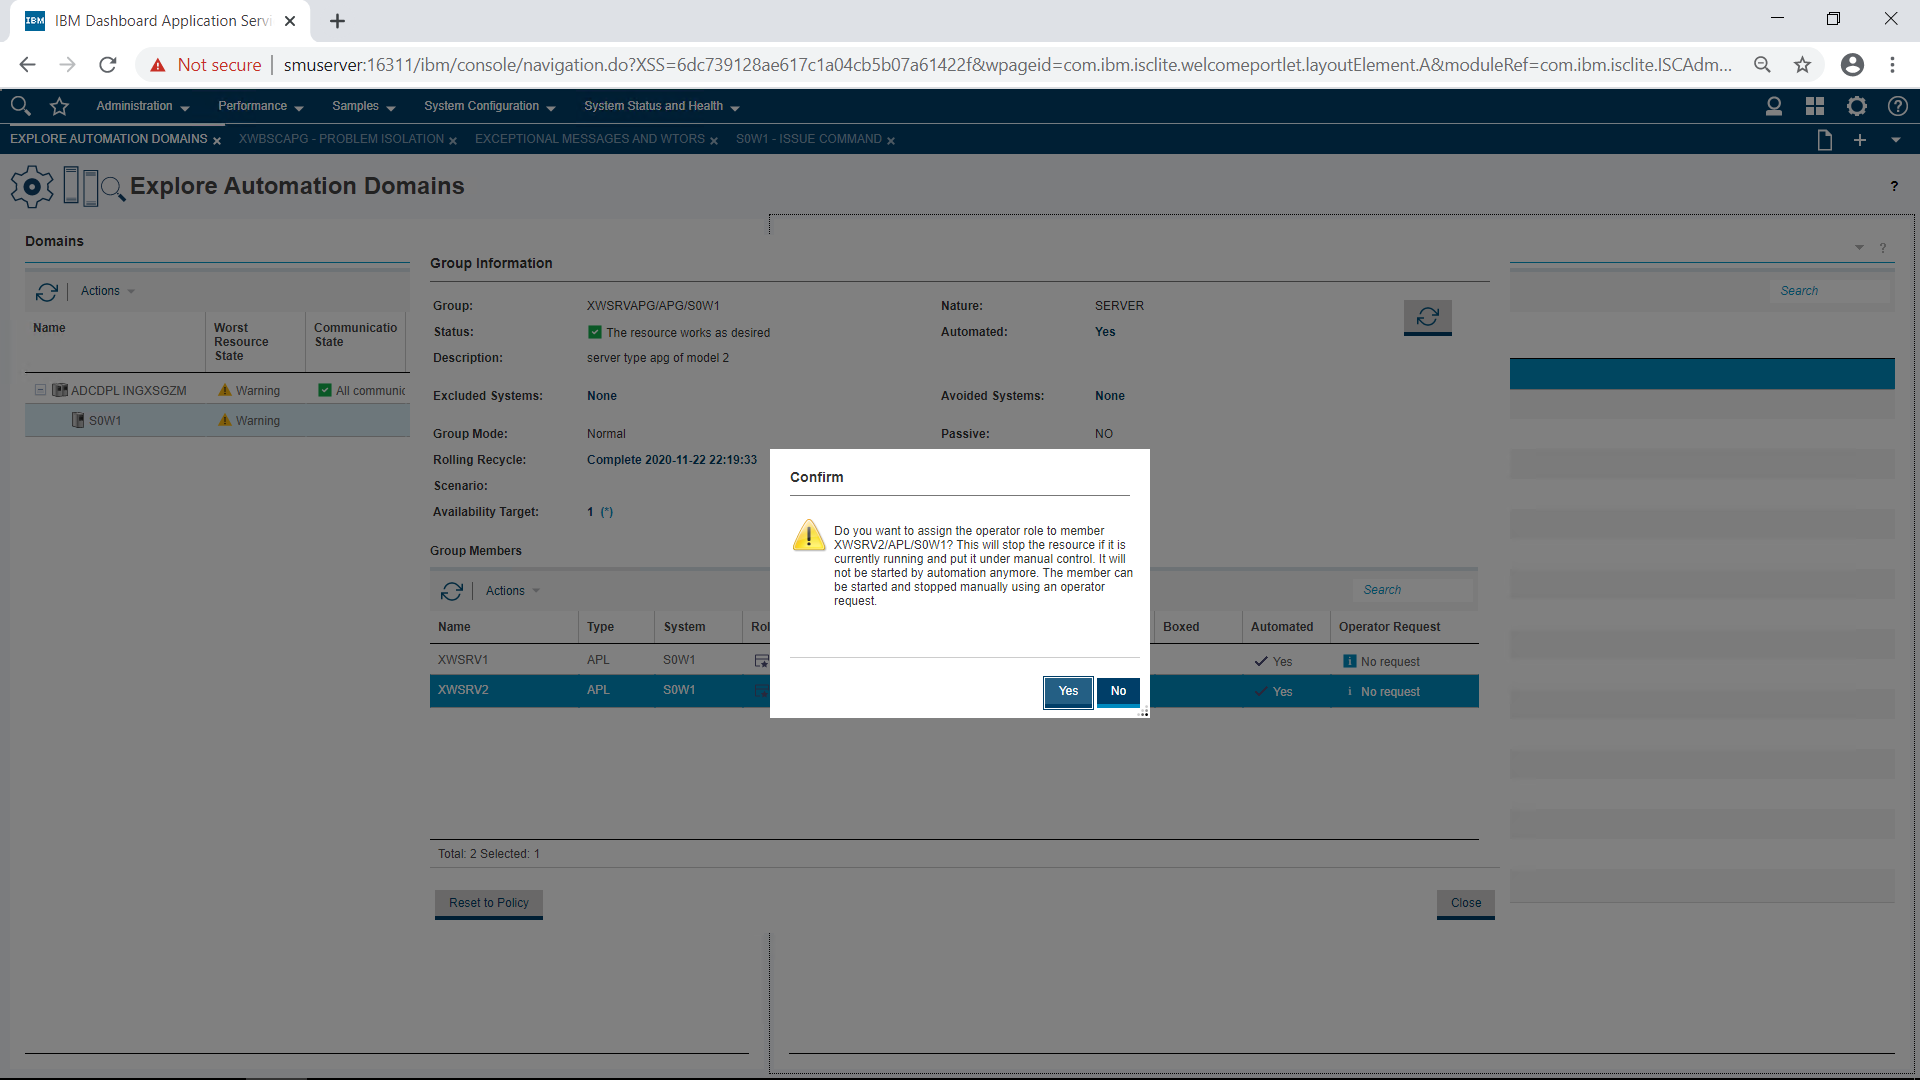 IBM IBM Dashboard Application Servi
Not secure smuserver:16311/ibm/console/navigation.do?XSS=6dc739128ae617c1a04cb5b07a61422f&wpageid=com.ibm.isclite.welcomeportlet.layoutElement.A&moduleRef=com.ibm.isclite.ISCAdm...
Administration Performance Samples System Configuration System Status and Health
EXPLORE AUTOMATION DOMAINS XWBSCAPG - PROBLEM ISOLATION EXCEPTIONAL MESSAGES AND WTORS S0W1 - ISSUE COMMAND
Explore Automation Domains ?
Domains
Actions
Name Worst Resource State Communicatio State
ADCDPL INGXSGZM Warning All communic
S0W1 Warning
Group Information
Group: XWSRVAPG/APG/S0W1 Nature: SERVER
Status: The resource works as desired Automated: Yes
Description: server type apg of model 2
Excluded Systems: None Avoided Systems: None
Group Mode: Normal Passive: NO
Rolling Recycle: Complete 2020-11-22 22:19:33
Scenario:
Availability Target: 1 (*)
Group Members
Actions Search
Name Type System Rol Boxed Automated Operator Request
XWSRV1 APL S0W1 Yes No request
XWSRV2 APL S0W1 Yes No request
Total: 2 Selected: 1
Reset to Policy Close
?
Search
Confirm
Do you want to assign the operator role to member
XWSRV2/APL/S0W1? This will stop the resource if it is
currently running and put it under manual control. It will
not be started by automation anymore. The member can
be started and stopped manually using an operator
request.
Yes No